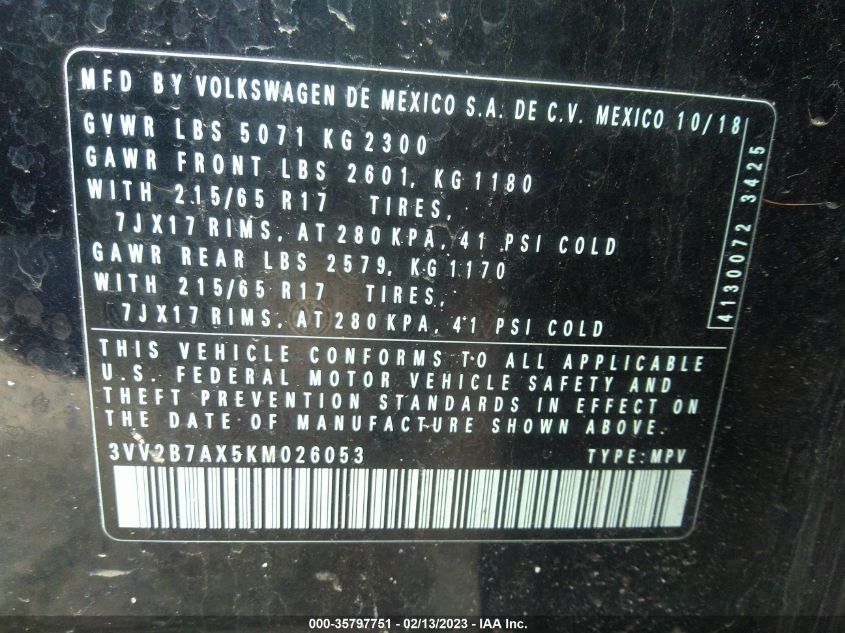 MFD BY VOLKSWAGEN DE MEXICO S.A. DE C.V. MEXICO 10/18
GVWR LBS 5071 KG 2300
GAWR FRONT LBS 2601, KG 1180
WITH 215/65 R17 TIRES,
7JX17 RIMS, AT 280 KPA, 41 PSI COLD
GAWR REAR LBS 2579, KG 1170
WITH 215/65 R17 TIRES,
7JX17 RIMS, AT 280 KPA, 41 PSI COLD
4130072 3425
THIS VEHICLE CONFORMS TO ALL APPLICABLE
U.S. FEDERAL MOTOR VEHICLE SAFETY AND
THEFT PREVENTION STANDARDS IN EFFECT ON
THE DATE OF MANUFACTURE SHOWN ABOVE.
3VV2B7AX5KM026053 TYPE:MPV
000-35797751 — 02/13/2023 — IAA Inc.